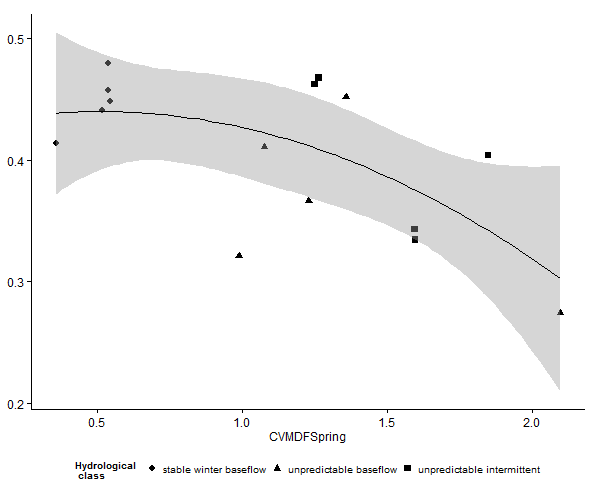 0.5
0.4
0.3
0.2
0.5 1.0 1.5 2.0
CVMDFSpring
Hydrological
class
stable winter baseflow unpredictable baseflow unpredictable intermittent